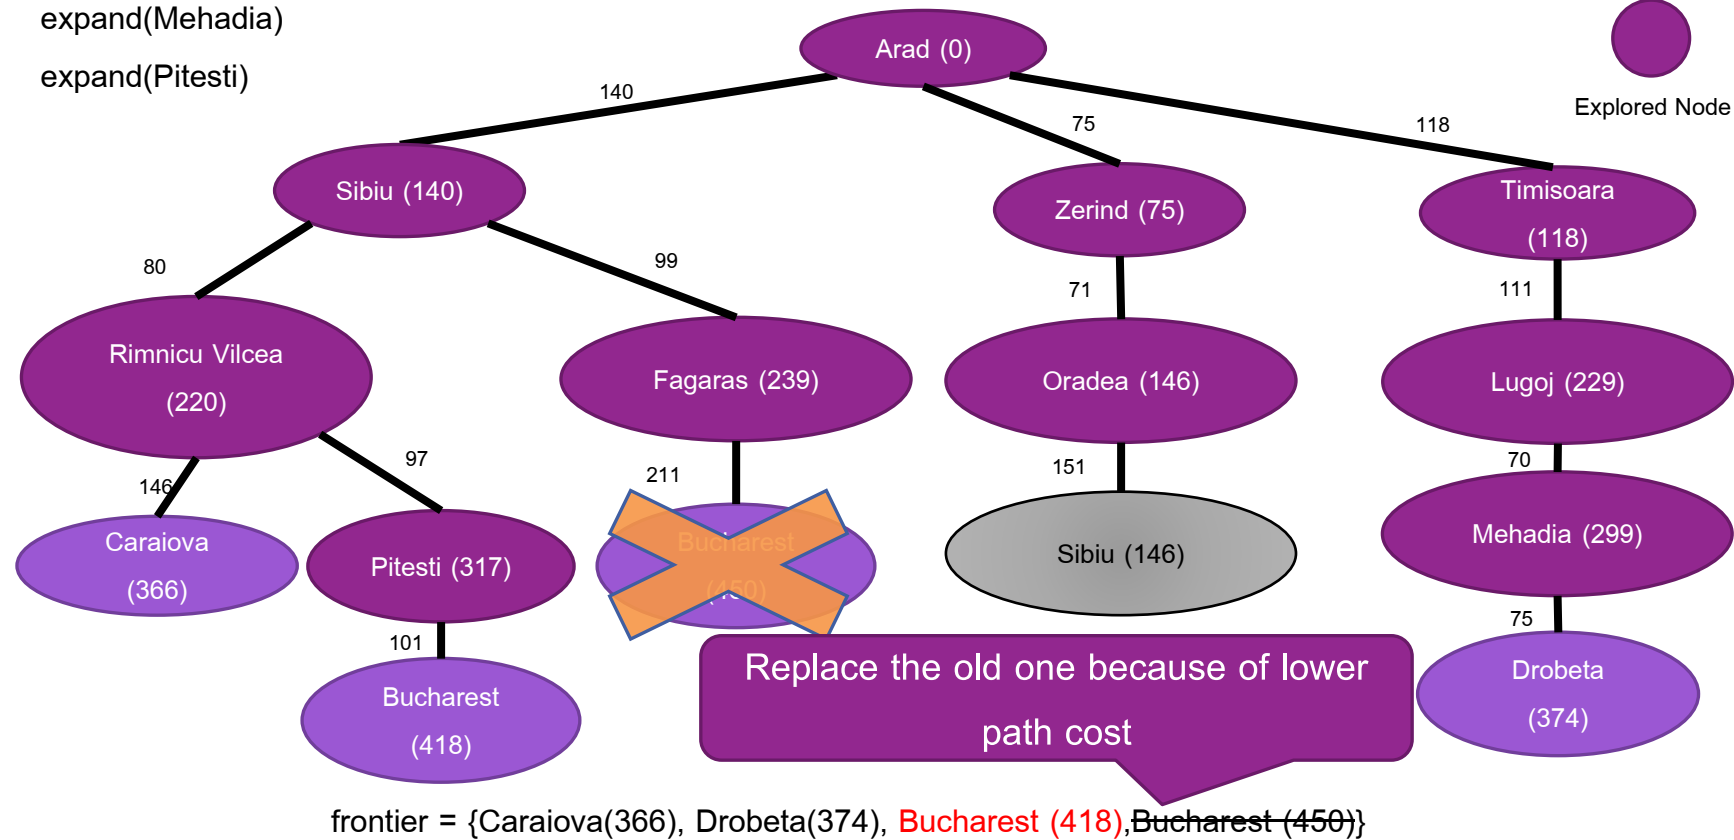 expand(Mehadia)
expand(Pitesti)
Arad (0)
Explored Node
140
75
118
Sibiu (140)
Zerind (75)
Timisoara
(118)
80
99
71
111
Rimnicu Vilcea
(220)
Fagaras (239)
Oradea (146)
Lugoj (229)
146
97
211
151
70
Caraiova
(366)
Pitesti (317)
Bucharest
(450)
Sibiu (146)
Mehadia (299)
101
75
Bucharest
(418)
Replace the old one because of lower
path cost
Drobeta
(374)
frontier = {Caraiova(366), Drobeta(374), Bucharest (418),Bucharest (450)}